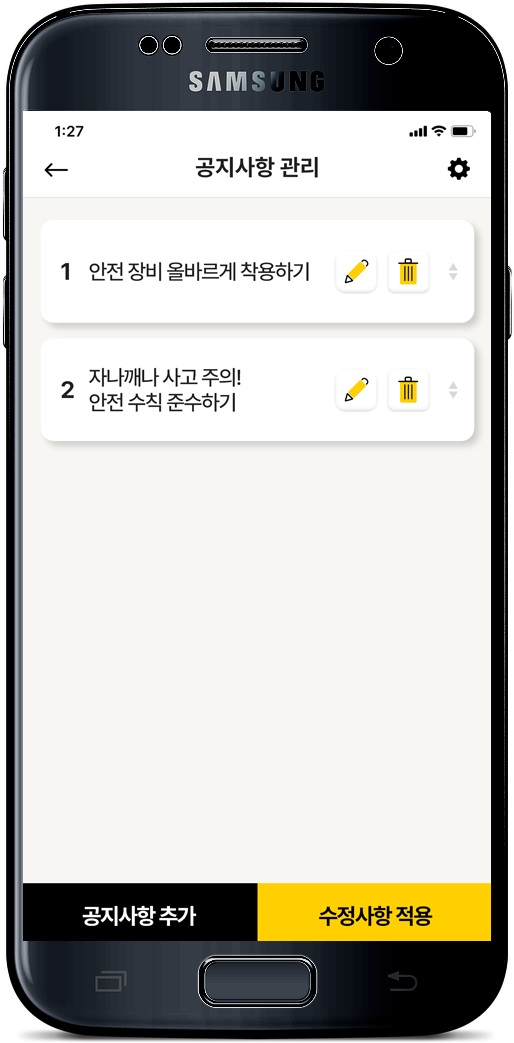 SAMSUNG
1:27
공지사항 관리
1 안전 장비 올바르게 착용하기
2 자나깨나 사고 주의!
안전 수칙 준수하기
공지사항 추가
수정사항 적용